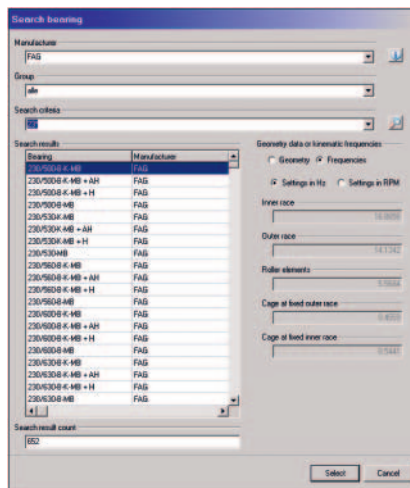 Search bearing
Manufacturer
FAG
Group
alle
Search criteria
Search results
Bearing Manufacturer
230/500-B-K-MB FAG
230/500-B-K-MB + AH FAG
230/500-B-K-MB + H FAG
230/500-B-MB FAG
230/530-K-MB FAG
230/530-K-MB + AH FAG
230/530-K-MB + H FAG
230/530-MB FAG
230/560-B-K-MB FAG
230/560-B-K-MB + AH FAG
230/560-B-K-MB + H FAG
230/560-B-MB FAG
230/600-B-K-MB FAG
230/600-B-K-MB + AH FAG
230/600-B-K-MB + H FAG
230/600-B-MB FAG
230/630-B-K-MB FAG
230/630-B-K-MB + AH FAG
230/630-B-K-MB + H FAG
230/630-B-MB FAG
Search result count
652
Geometry data or kinematic frequencies
Geometry Frequencies
Settings in Hz Settings in RPM
Inner race
Outer race
14.1342
Roller elements
Cage at fixed outer race
Cage at fixed inner race
Select Cancel